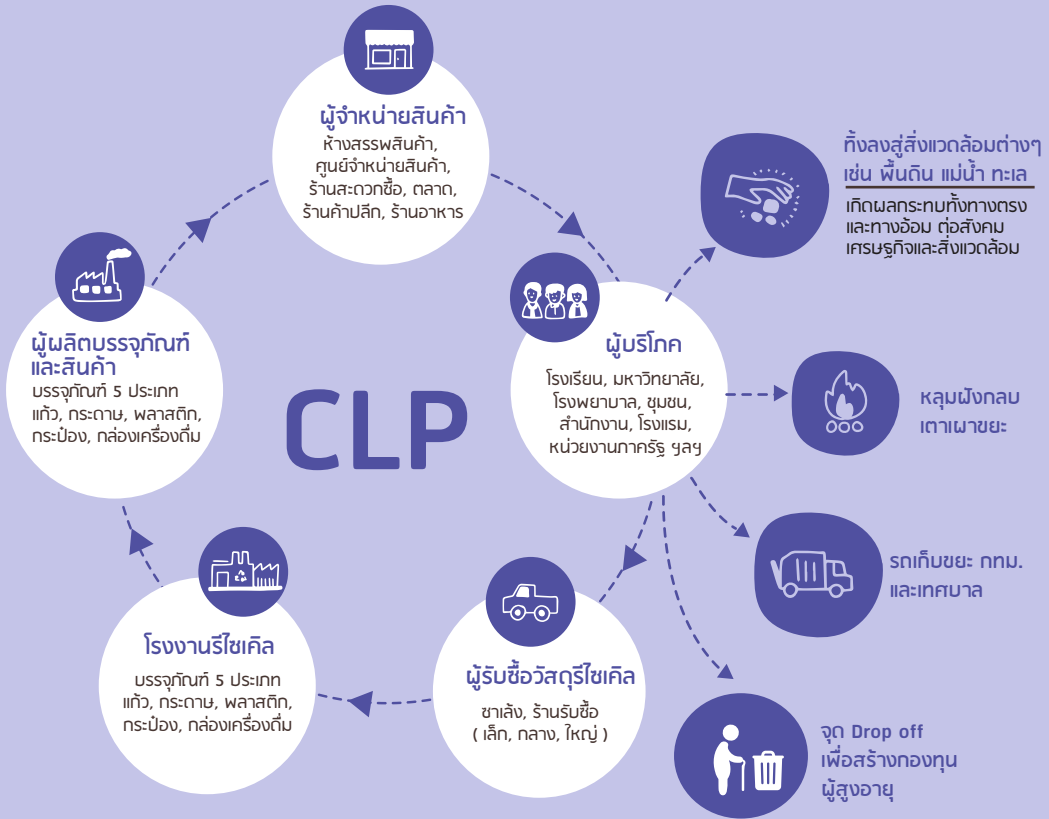 ผู้จำหน่ายสินค้า
ห้างสรรพสินค้า,
ศูนย์จำหน่ายสินค้า,
ร้านสะดวกซื้อ, ตลาด,
ร้านค้าปลีก, ร้านอาหาร
ทิ้งลงสู่สิ่งแวดล้อมต่างๆ
เช่น พื้นดิน แม่น้ำ ทะเล
เกิดผลกระทบทั้งทางตรง
และทางอ้อม ต่อสังคม
เศรษฐกิจและสิ่งแวดล้อม
ผู้ผลิตบรรจุภัณฑ์
และสินค้า
บรรจุภัณฑ์ 5 ประเภท
แก้ว, กระดาษ, พลาสติก,
กระป๋อง, กล่องเครื่องดื่ม
CLP
ผู้บริโภค
โรงเรียน, มหาวิทยาลัย,
โรงพยาบาล, ชุมชน,
สำนักงาน, โรงแรม,
หน่วยงานภาครัฐ ฯลฯ
หลุมฝังกลบ
เตาเผาขยะ
รถเก็บขยะ กทม.
และเทศบาล
โรงงานรีไซเคิล
บรรจุภัณฑ์ 5 ประเภท
แก้ว, กระดาษ, พลาสติก,
กระป๋อง, กล่องเครื่องดื่ม
ผู้รับซื้อวัสดุรีไซเคิล
ซาเล้ง, ร้านรับซื้อ
( เล็ก, กลาง, ใหญ่ )
จุด Drop off
เพื่อสร้างกองทุน
ผู้สูงอายุ